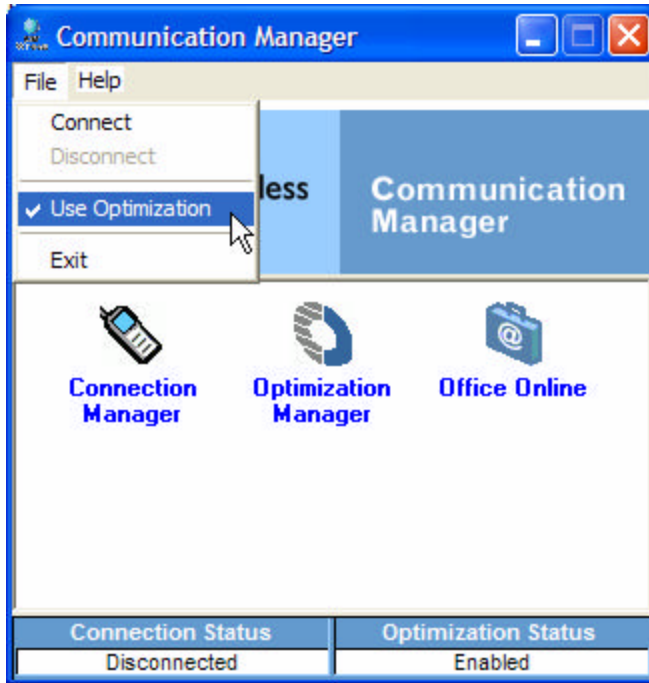 Communication Manager
File Help
Connect
Disconnect
Use Optimization
Exit
less
Communication
Manager
@
Connection
Manager
Optimization
Manager
Office Online
Connection Status
Optimization Status
Disconnected
Enabled